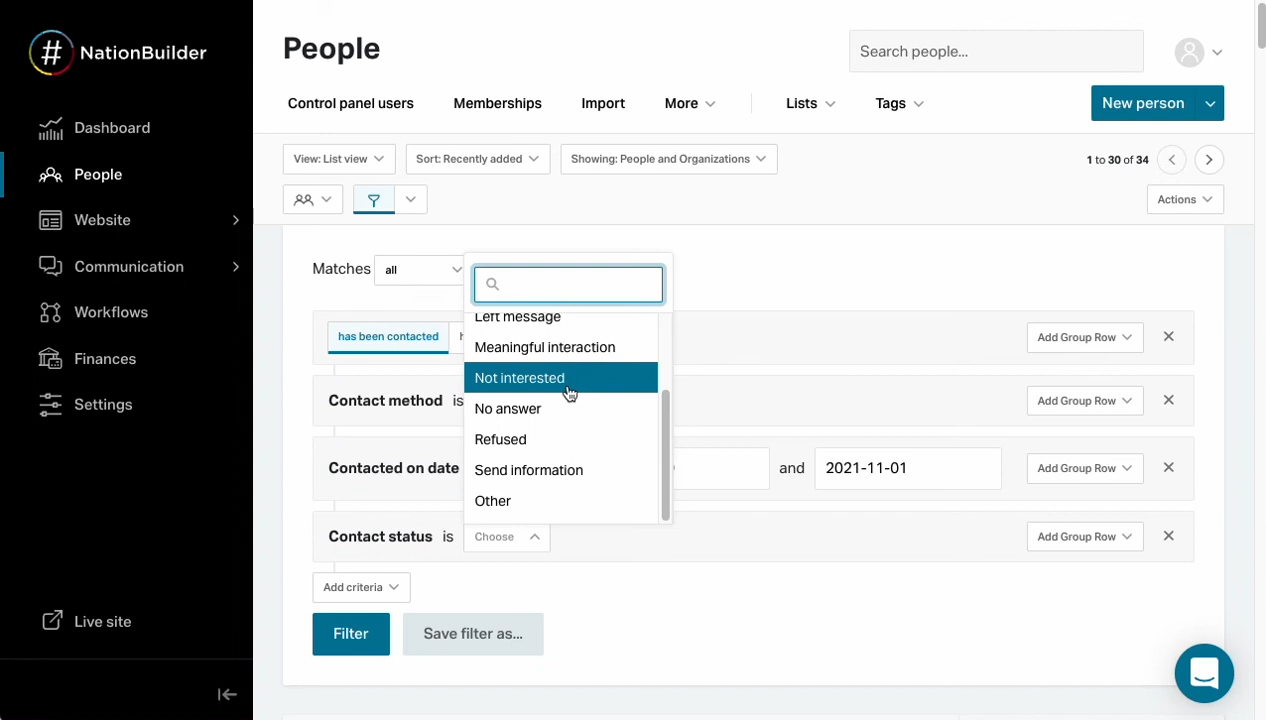 # NationBuilder
Dashboard
People
Website
Communication
Workflows
Finances
Settings
Live site
People
Search people...
Control panel users
Memberships
Import
More
Lists
Tags
New person
View: List view
Sort: Recently added
Showing: People and Organizations
1 to 30 of 34
Actions
Matches
all
Left message
Meaningful interaction
Not interested
No answer
Refused
Send information
Other
has been contacted
Add Group Row
Contact method is
Add Group Row
Contacted on date
and
2021-11-01
Add Group Row
Contact status is
Choose
Add Group Row
Add criteria
Filter
Save filter as...